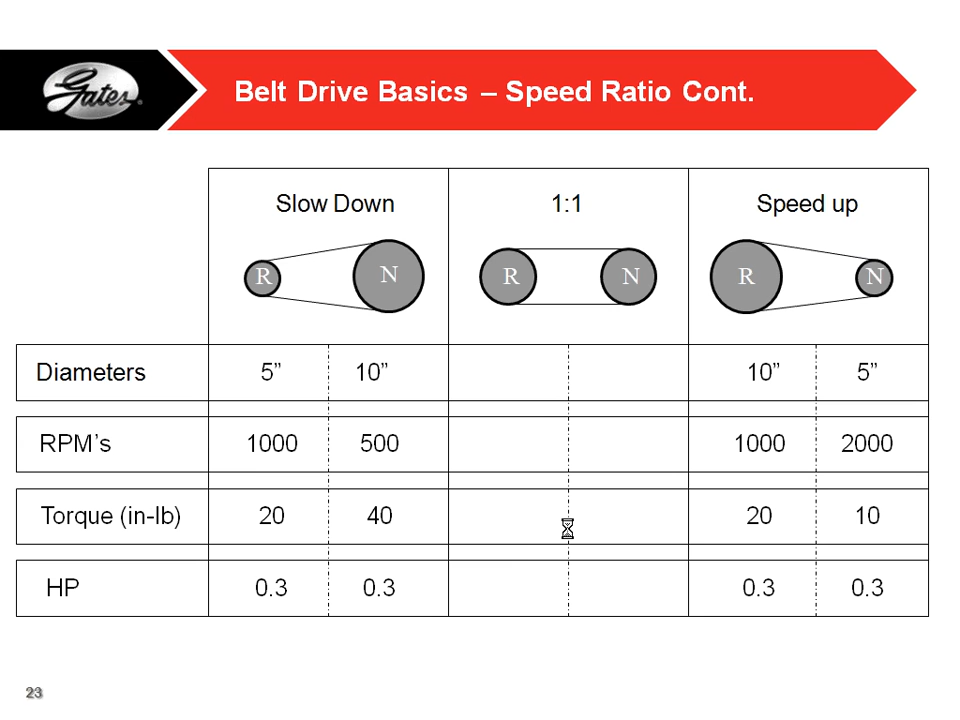 Gates
Belt Drive Basics – Speed Ratio Cont.
Slow Down 1:1 Speed up
R N R N R N
Diameters 5” 10” 10” 5”
RPM’s 1000 500 1000 2000
Torque (in-lb) 20 40 20 10
HP 0.3 0.3 0.3 0.3
23